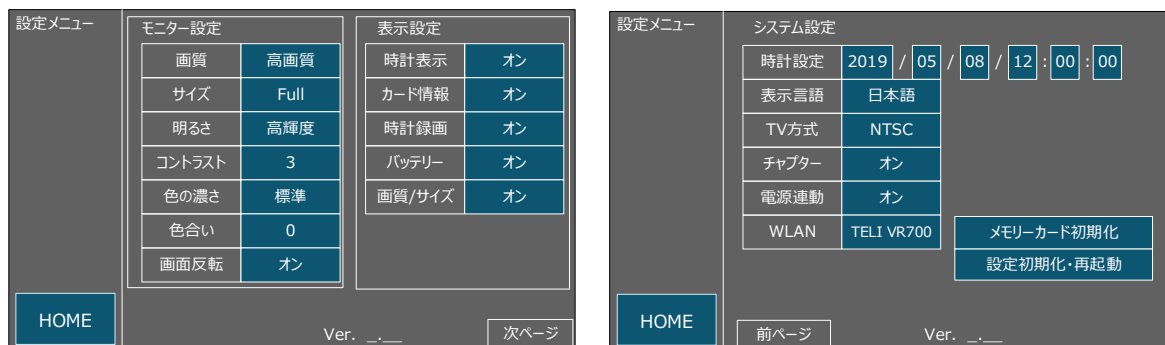 設定メニュー
モニター設定
画質 高画質
サイズ Full
明るさ 高輝度
コントラスト 3
色の濃さ 標準
色合い 0
画面反転 オン
表示設定
時計表示 オン
カード情報 オン
時計録画 オン
バッテリー オン
画質/サイズ オン
HOME
Ver. _.__
次ページ
設定メニュー
システム設定
時計設定 2019 / 05 / 08 / 12 : 00 : 00
表示言語 日本語
TV方式 NTSC
チャプター オン
電源連動 オン
WLAN TELI VR700
メモリーカード初期化
設定初期化・再起動
HOME
前ページ
Ver. _.__